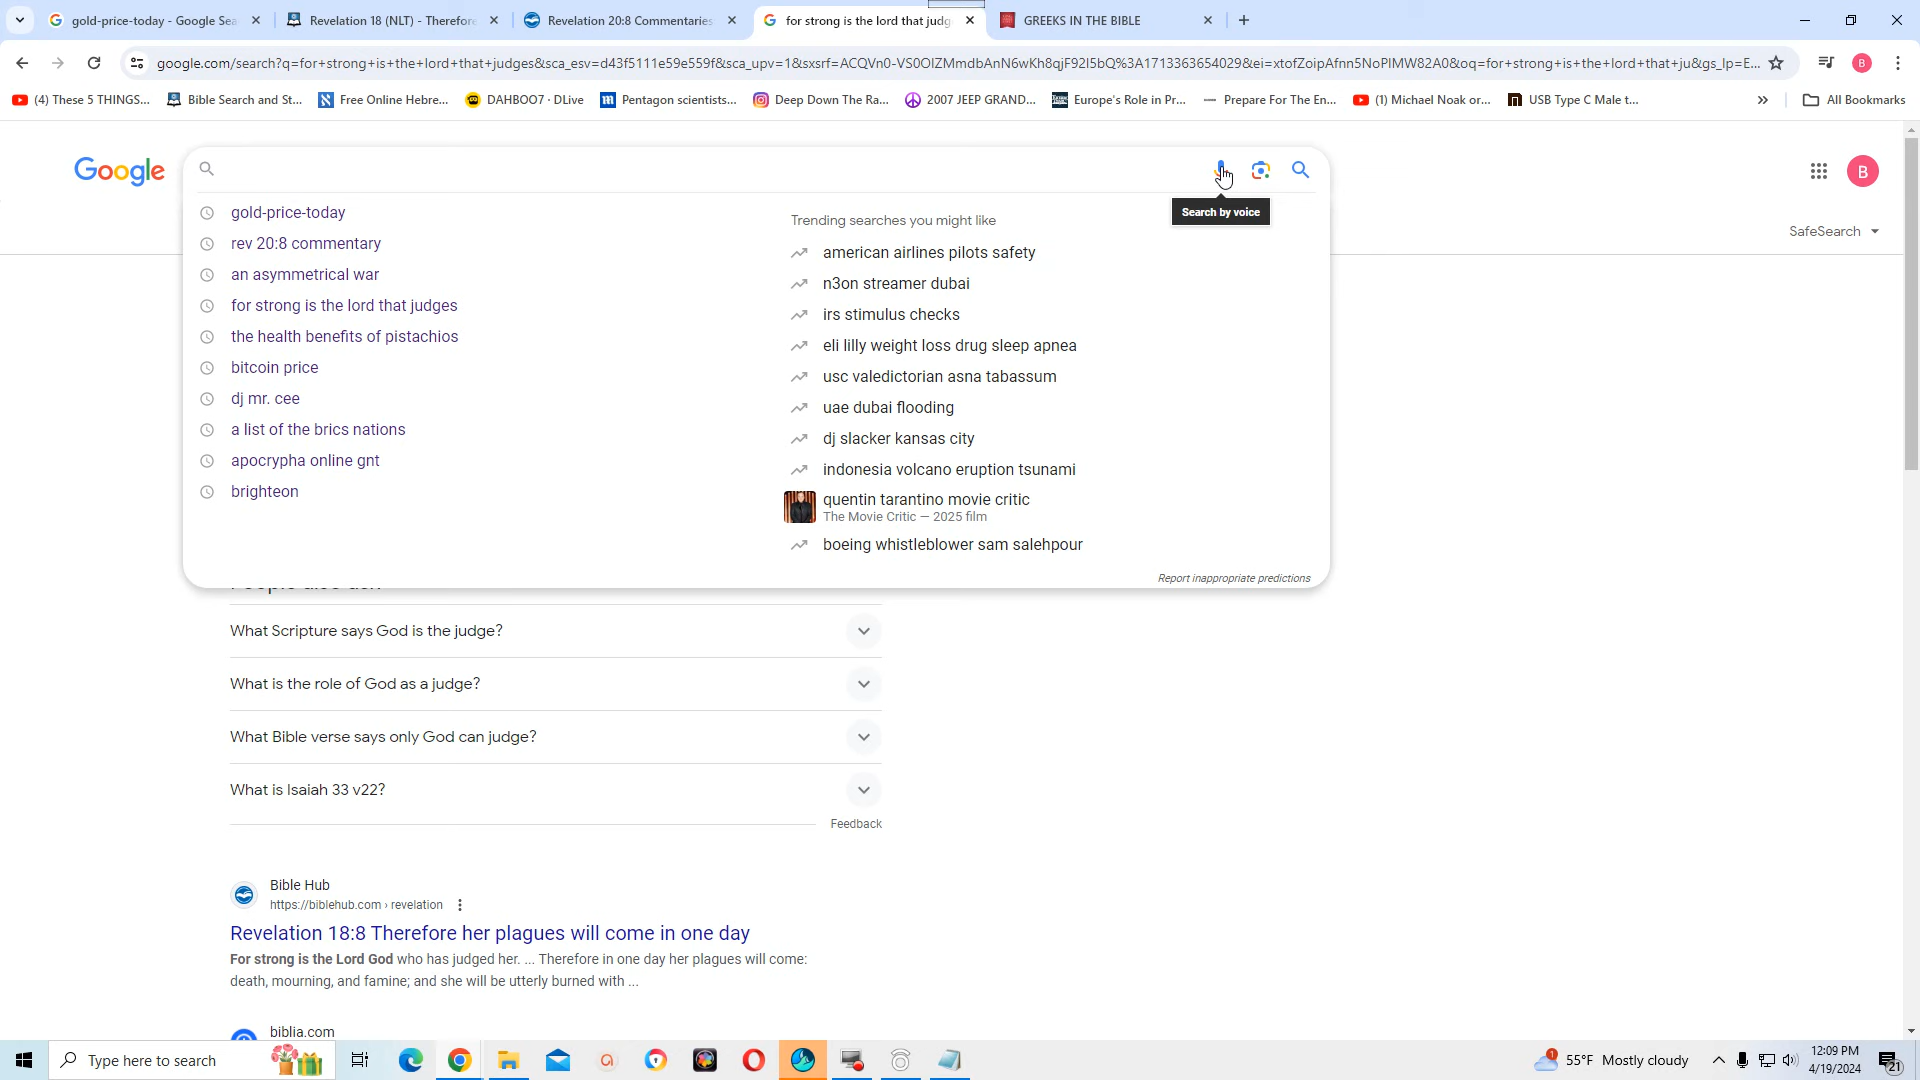 gold-price-today - Google Sea
Revelation 18 (NLT) - Therefore
Revelation 20:8 Commentaries
for strong is the lord that judg
GREEKS IN THE BIBLE
google.com/search?q=for+strong+is+the+lord+that+judges&sca_esv=d43f5111e59e559f&sca_upv=1&sxsrf=ACQVn0-VS0OIZMmdbAnN6wKh8qjF92I5bQ%3A1713363654029&ei=xtofZoipAfnn5NoPIMW82A0&oq=for+strong+is+the+lord+that+ju&gs_lp=E...
B
(4) These 5 THINGS...
Bible Search and St...
Free Online Hebre...
DAHBOO7 · DLive
Pentagon scientists...
Deep Down The Ra...
2007 JEEP GRAND...
Europe's Role in Pr...
Prepare For The En...
(1) Michael Noak or...
USB Type C Male t...
»
All Bookmarks
Google
B
Search by voice
SafeSearch
gold-price-today
rev 20:8 commentary
an asymmetrical war
for strong is the lord that judges
the health benefits of pistachios
bitcoin price
dj mr. cee
a list of the brics nations
apocrypha online gnt
brighteon
Trending searches you might like
american airlines pilots safety
n3on streamer dubai
irs stimulus checks
eli lilly weight loss drug sleep apnea
usc valedictorian asna tabassum
uae dubai flooding
dj slacker kansas city
indonesia volcano eruption tsunami
quentin tarantino movie critic
The Movie Critic — 2025 film
boeing whistleblower sam salehpour
Report inappropriate predictions
What Scripture says God is the judge?
What is the role of God as a judge?
What Bible verse says only God can judge?
What is Isaiah 33 v22?
Feedback
Bible Hub
https://biblehub.com › revelation
Revelation 18:8 Therefore her plagues will come in one day
For strong is the Lord God who has judged her. ... Therefore in one day her plagues will come:
death, mourning, and famine; and she will be utterly burned with ...
biblia.com
Type here to search
55°F Mostly cloudy
12:09 PM
4/19/2024
21